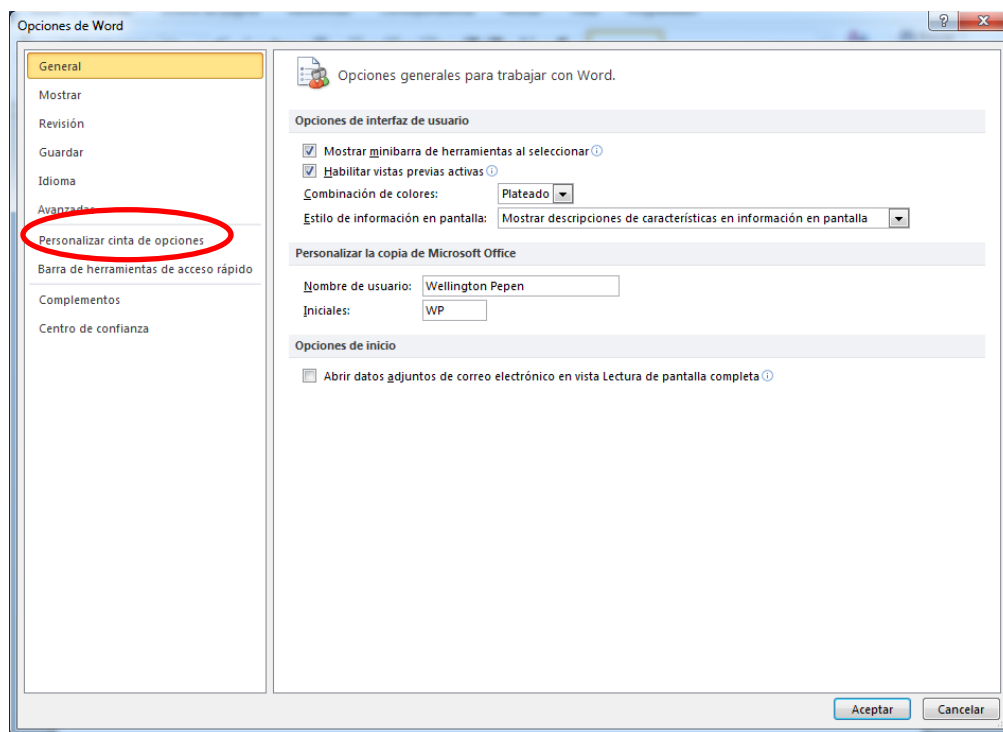 Opciones de Word
General
Mostrar
Revisión
Guardar
Idioma
Avanzadas
Personalizar cinta de opciones
Barra de herramientas de acceso rápido
Complementos
Centro de confianza
Opciones generales para trabajar con Word.
Opciones de interfaz de usuario
Mostrar minibarra de herramientas al seleccionar
Habilitar vistas previas activas
Combinación de colores: Plateado
Estilo de información en pantalla: Mostrar descripciones de características en información en pantalla
Personalizar la copia de Microsoft Office
Nombre de usuario: Wellington Pepen
Iniciales: WP
Opciones de inicio
Abrir datos adjuntos de correo electrónico en vista Lectura de pantalla completa
Aceptar Cancelar